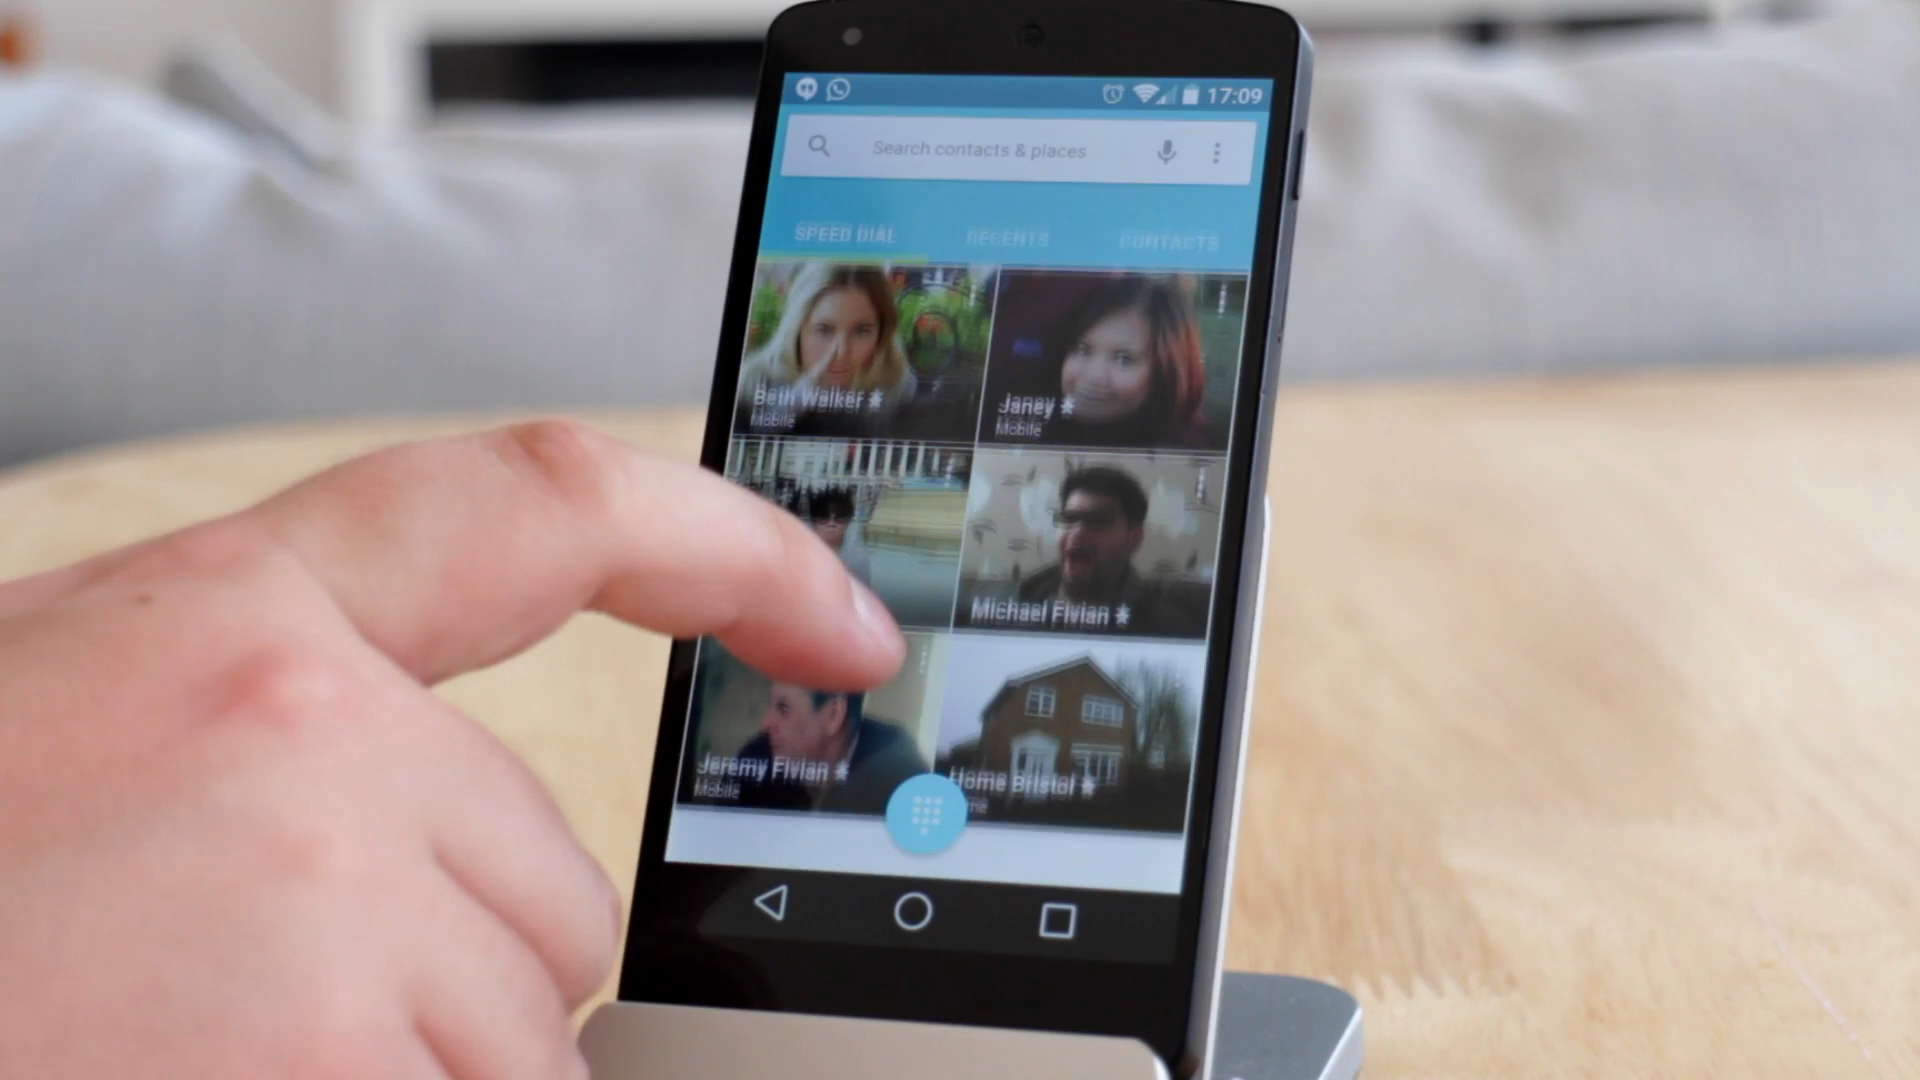 17:09
Search contacts & places
SPEED DIAL RECENTS CONTACTS
Beth Walker
Mobile
Janey
Mobile
Michael Fivian
Jeremy Fivian
Mobile
Home Bristol